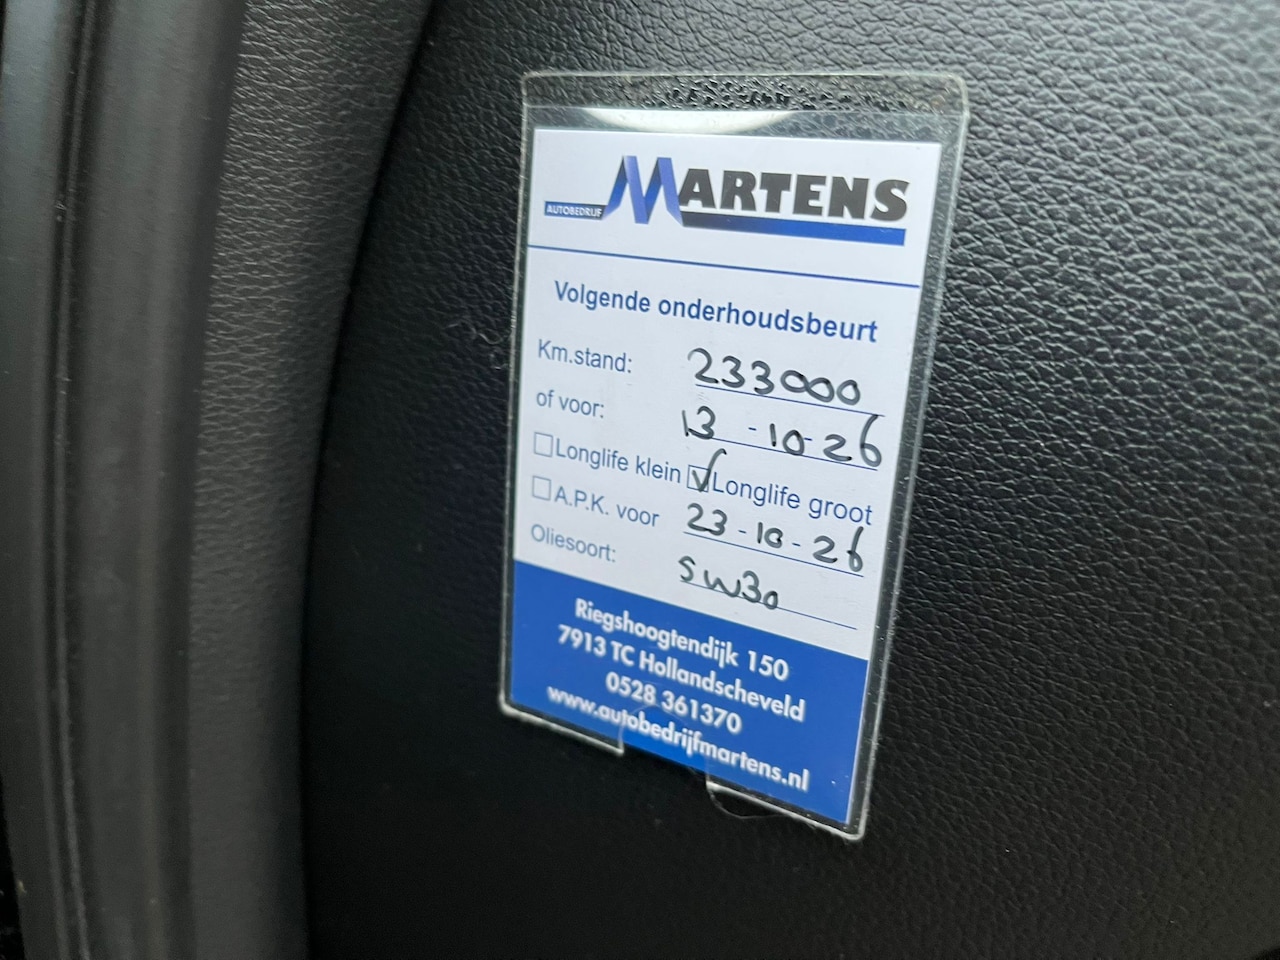 AUTOBEDRIJF MARTENS
Volgende onderhoudsbeurt
Km.stand: 233000
of voor: 13-10-26
☐ Longlife klein ☑ Longlife groot
☐ A.P.K. voor 23-10-26
Oliesoort: 5W30
Riegshoogtendijk 150
7913 TC Hollandscheveld
0528 361370
www.autobedrijfmartens.nl